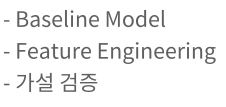 - Baseline Model
- Feature Engineering
- 가설 검증